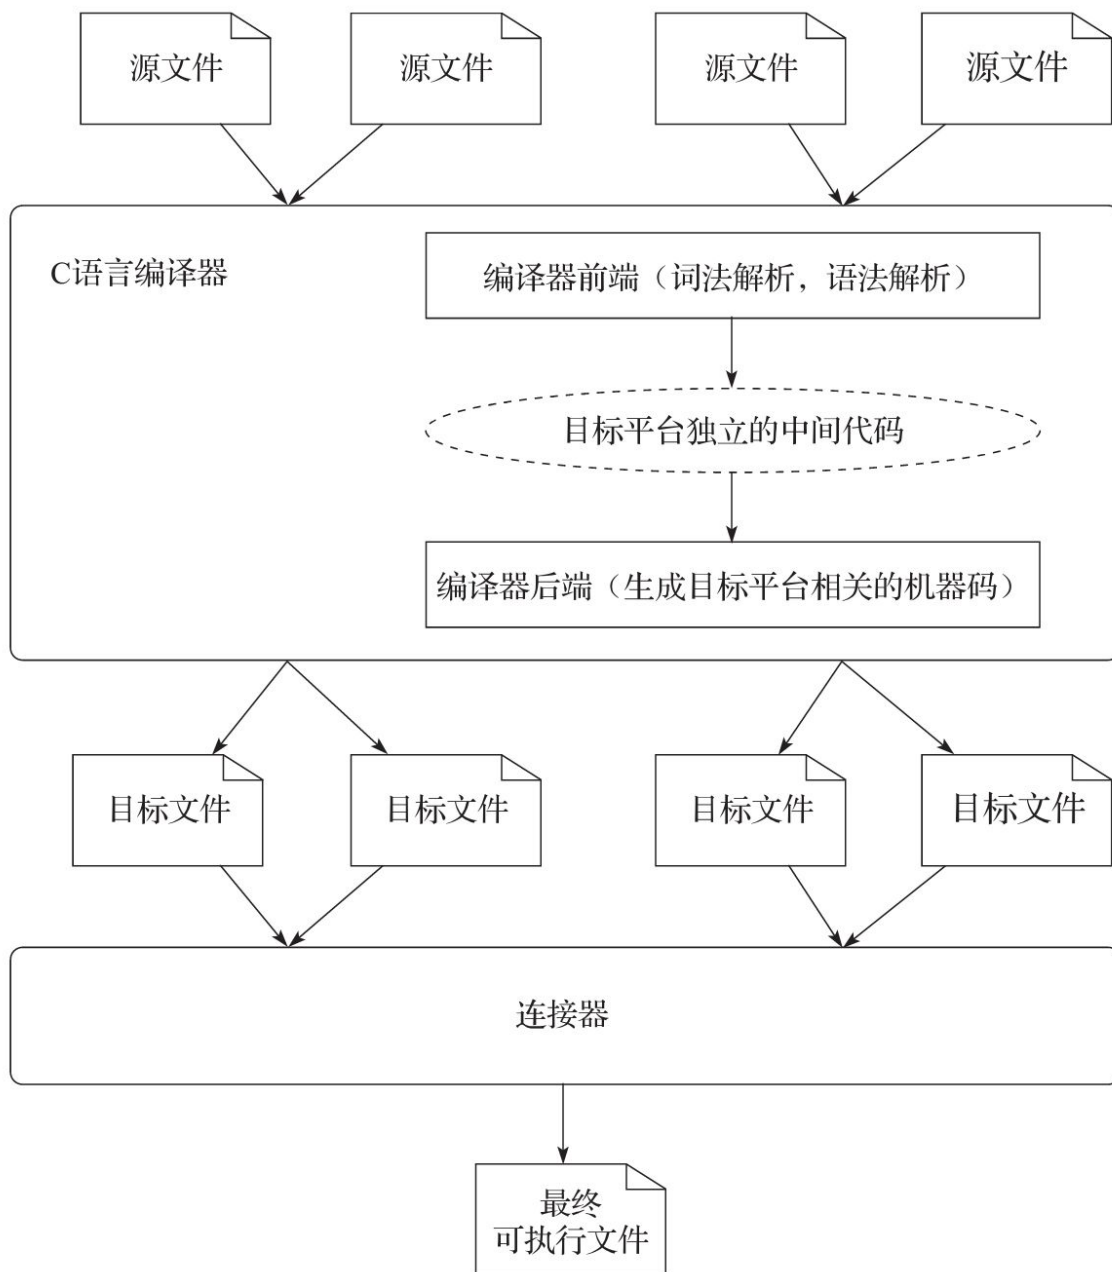 源文件
源文件
源文件
源文件
C语言编译器
编译器前端（词法解析，语法解析）
目标平台独立的中间代码
编译器后端（生成目标平台相关的机器码）
目标文件
目标文件
目标文件
目标文件
连接器
最终
可执行文件